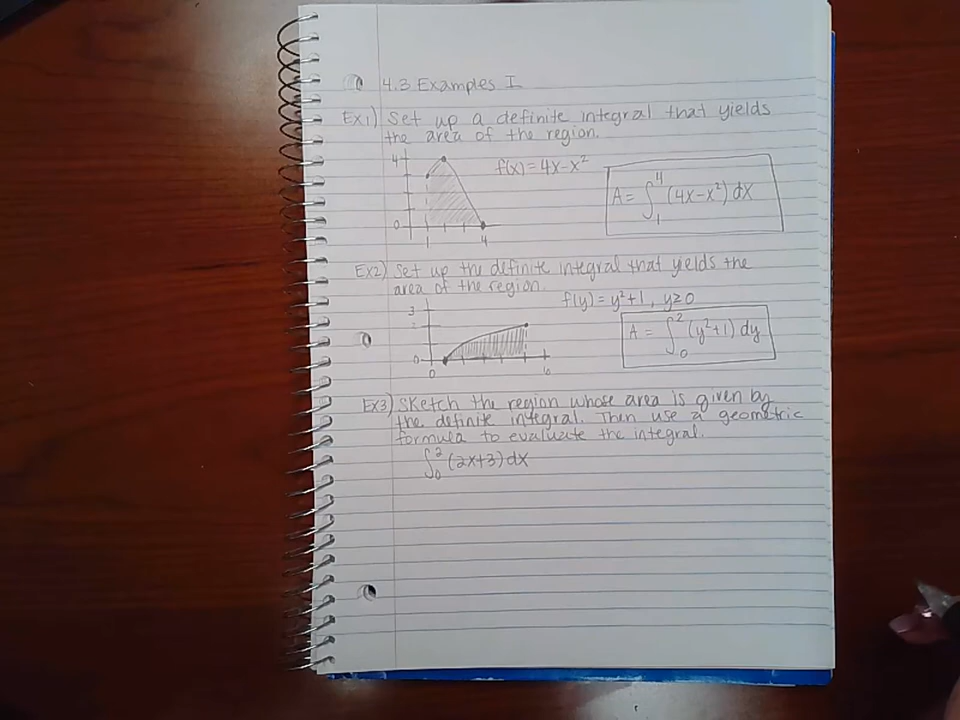 4.3 Examples I
Ex1) Set up a definite integral that yields
the area of the region.
4
f(x) = 4x-x²
A = ∫₁⁴ (4x-x²) dx
0
1 4
Ex2) Set up the definite integral that yields the
area of the region.
f(y) = y²+1, y≥0
3
A = ∫₀² (y²+1) dy
0
0 6
Ex3) Sketch the region whose area is given by
the definite integral. Then use a geometric
formula to evaluate the integral.
∫₀² (2x+3) dx